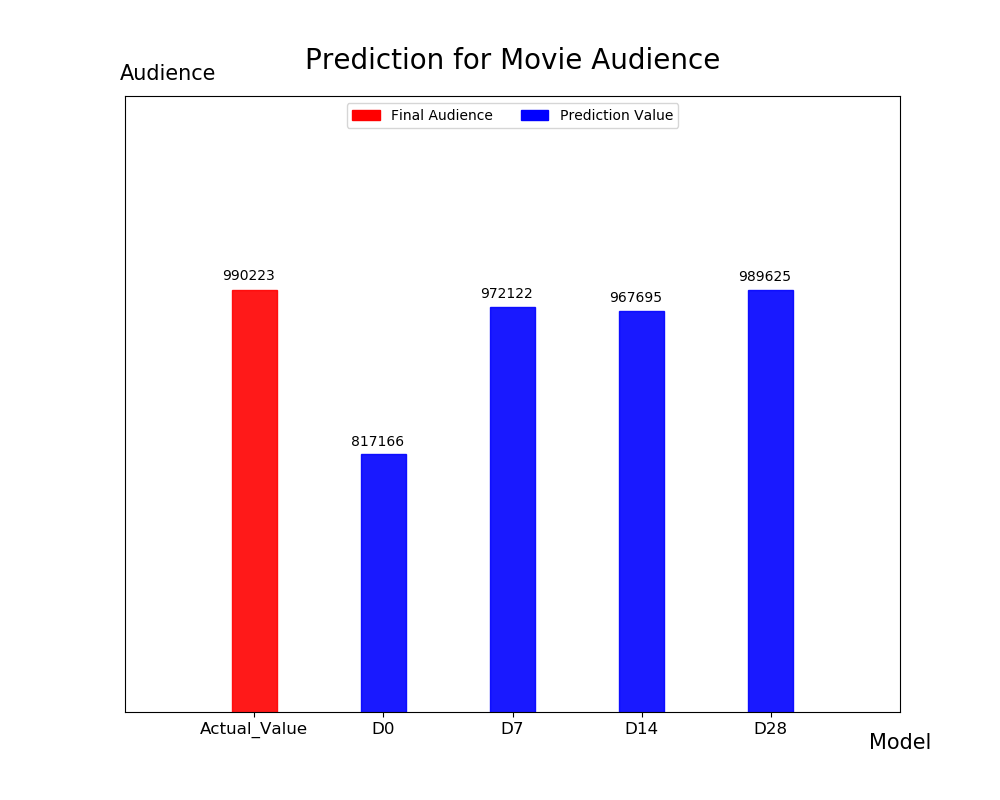 Prediction for Movie Audience
Audience
Final Audience Prediction Value
990223
817166
972122
967695
989625
Actual_Value D0 D7 D14 D28
Model